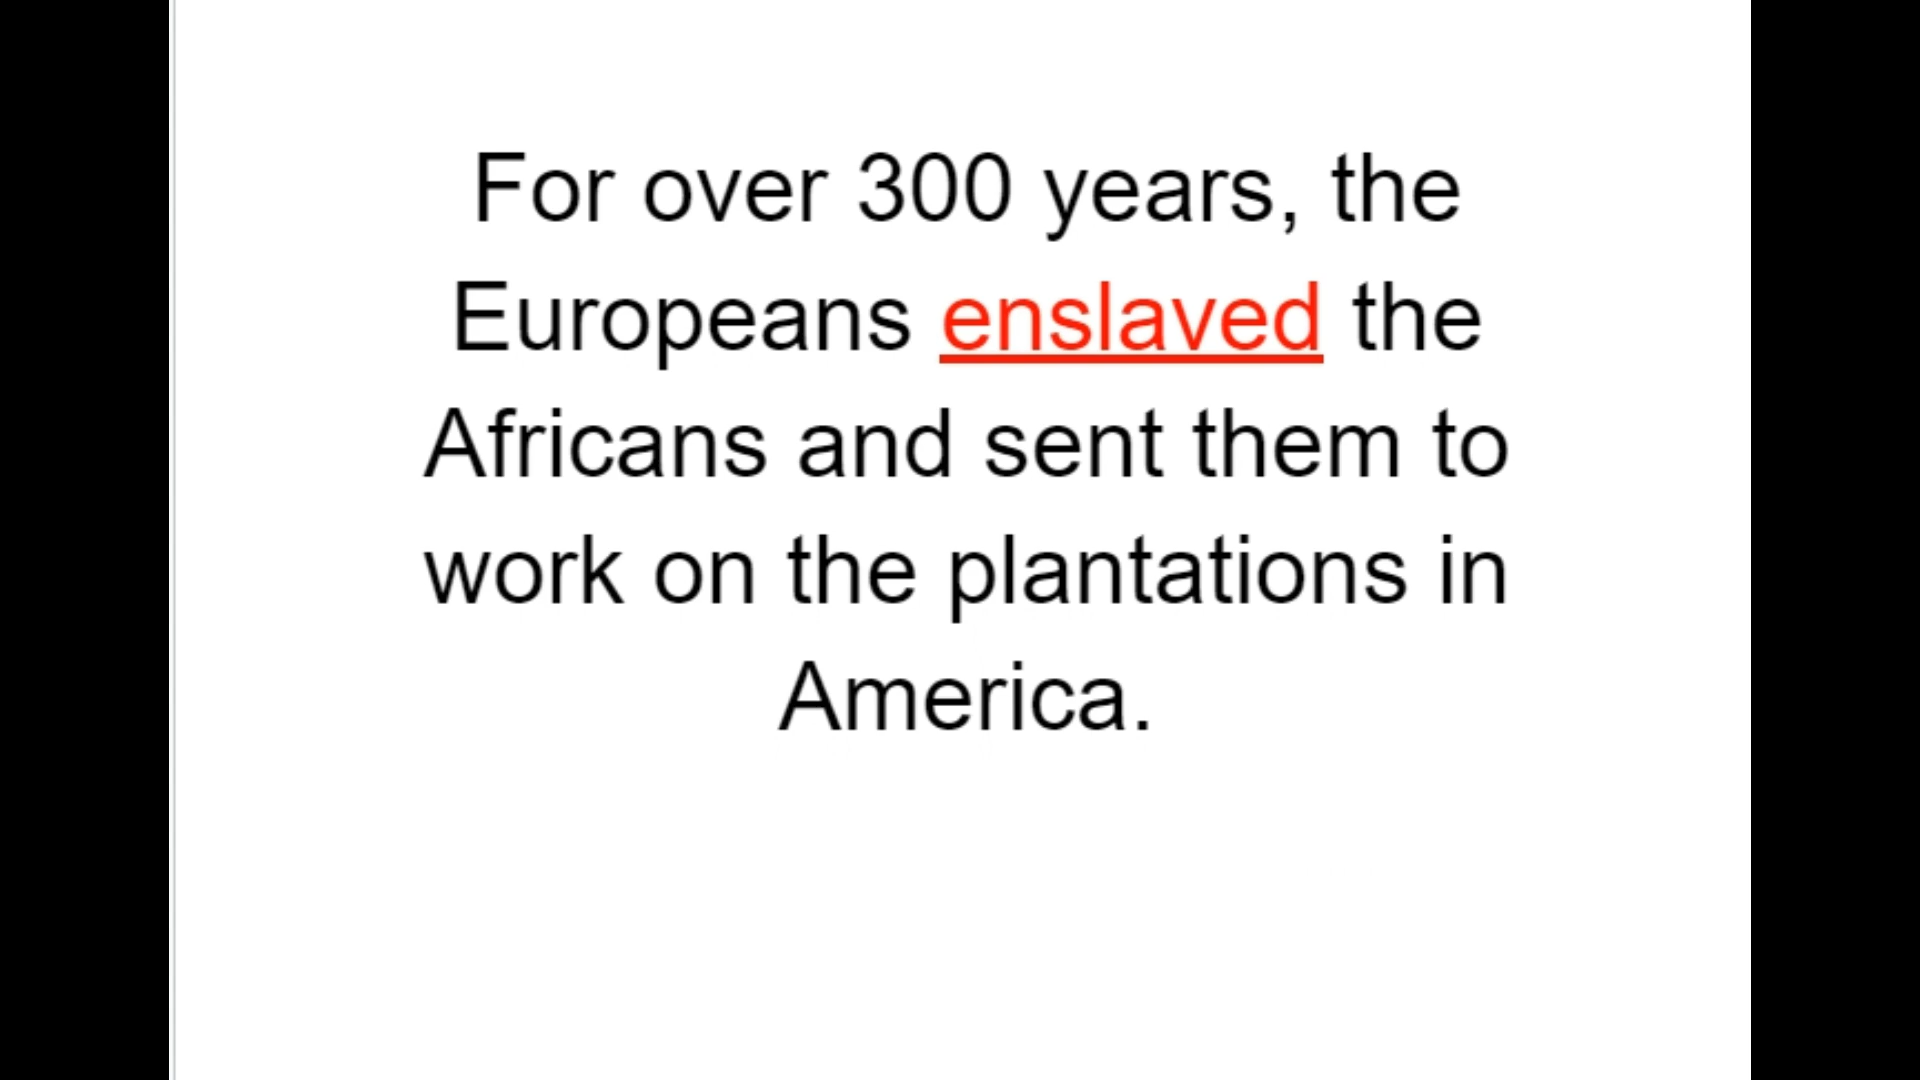 For over 300 years, the
Europeans enslaved the
Africans and sent them to
work on the plantations in
America.